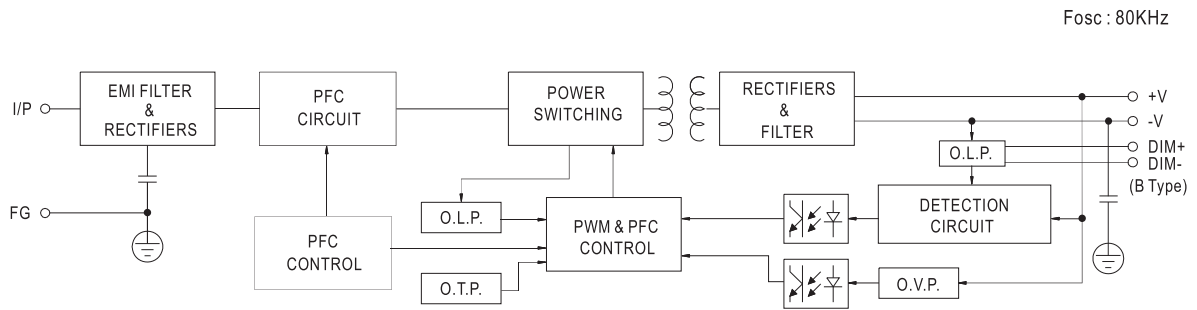 Fosc : 80KHz
I/P
EMI FILTER
&
RECTIFIERS
PFC
CIRCUIT
POWER
SWITCHING
RECTIFIERS
&
FILTER
+V
-V
DIM+
DIM-
(B Type)
O.L.P.
DETECTION
CIRCUIT
FG
O.L.P.
PFC
CONTROL
PWM & PFC
CONTROL
O.T.P.
O.V.P.